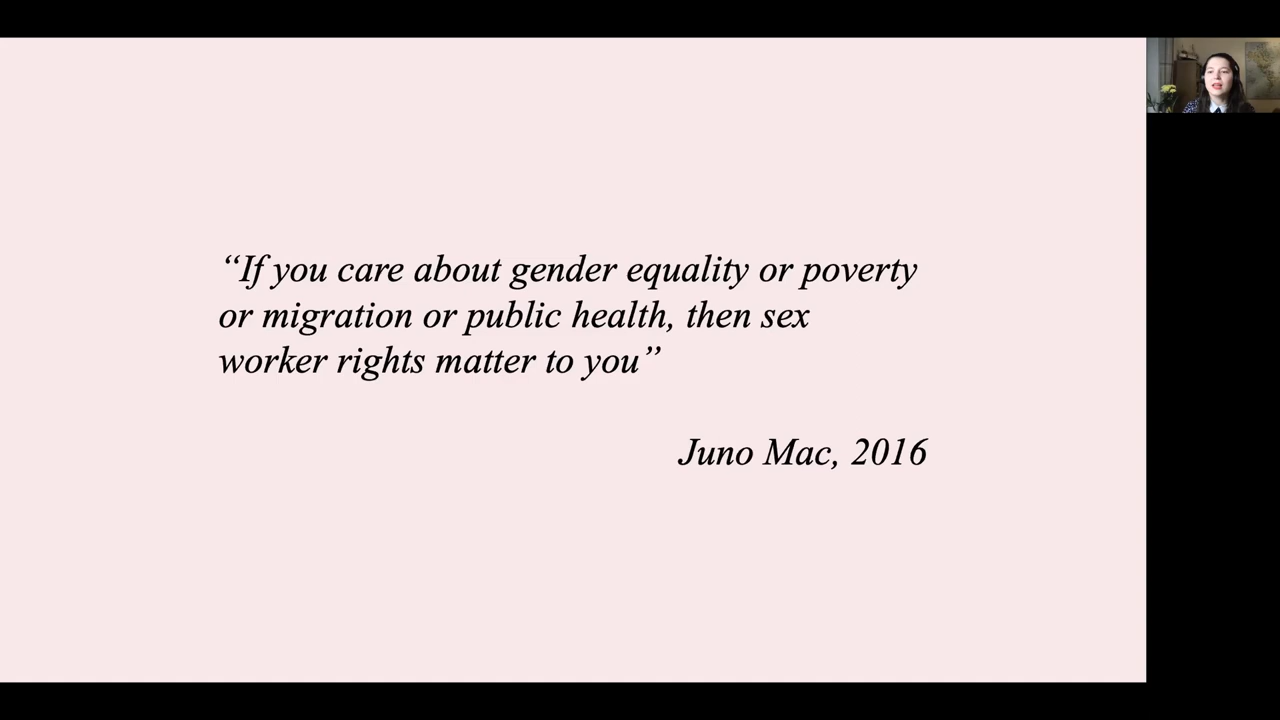 “If you care about gender equality or poverty
or migration or public health, then sex
worker rights matter to you”
Juno Mac, 2016